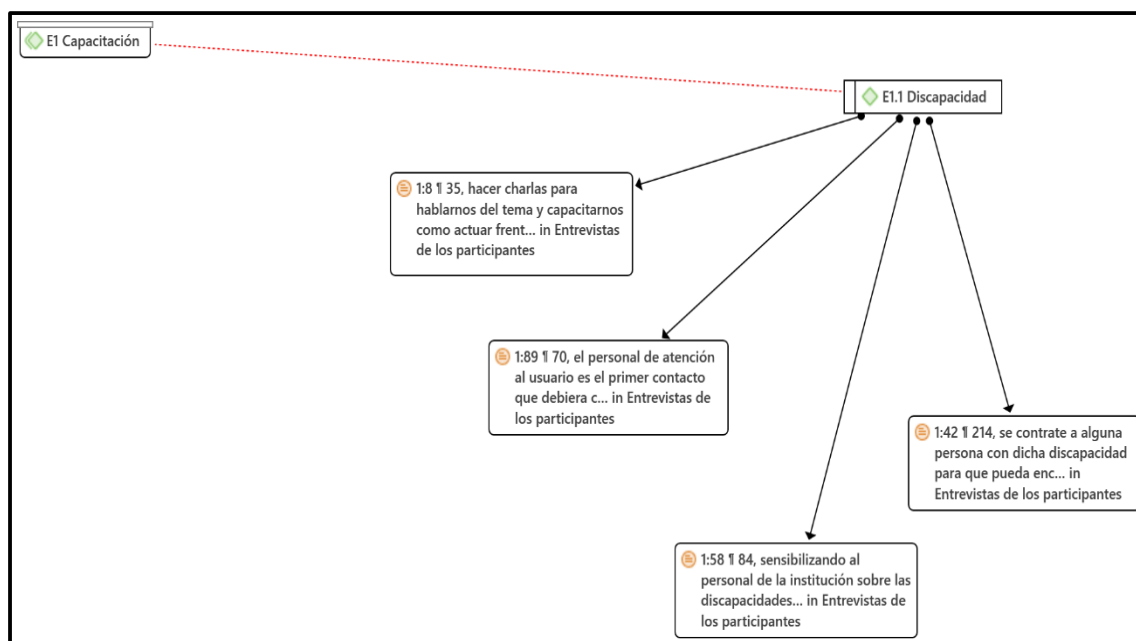 E1 Capacitación
E1.1 Discapacidad
1:8 ¶ 35, hacer charlas para
hablarnos del tema y capacitarnos
como actuar frent... in Entrevistas
de los participantes
1:89 ¶ 70, el personal de atención
al usuario es el primer contacto
que debiera c... in Entrevistas de
los participantes
1:42 ¶ 214, se contrate a alguna
persona con dicha discapacidad
para que pueda enc... in
Entrevistas de los participantes
1:58 ¶ 84, sensibilizando al
personal de la institución sobre las
discapacidades... in Entrevistas de
los participantes